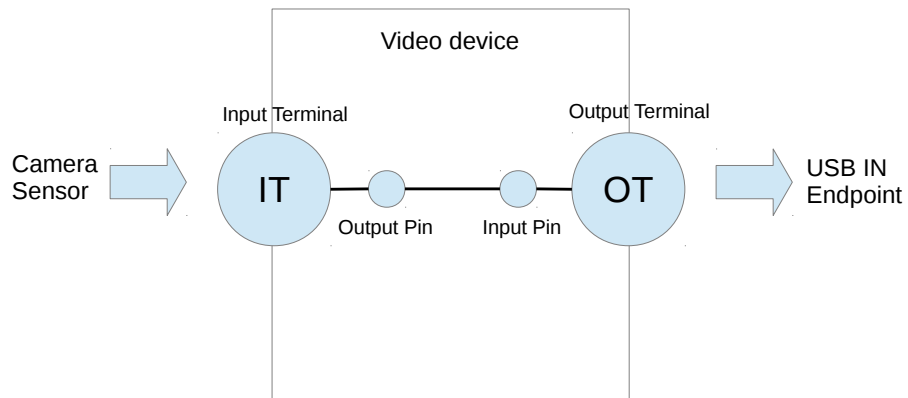 Video device
Input Terminal
Output Terminal
Camera
Sensor
IT
OT
USB IN
Endpoint
Output Pin
Input Pin